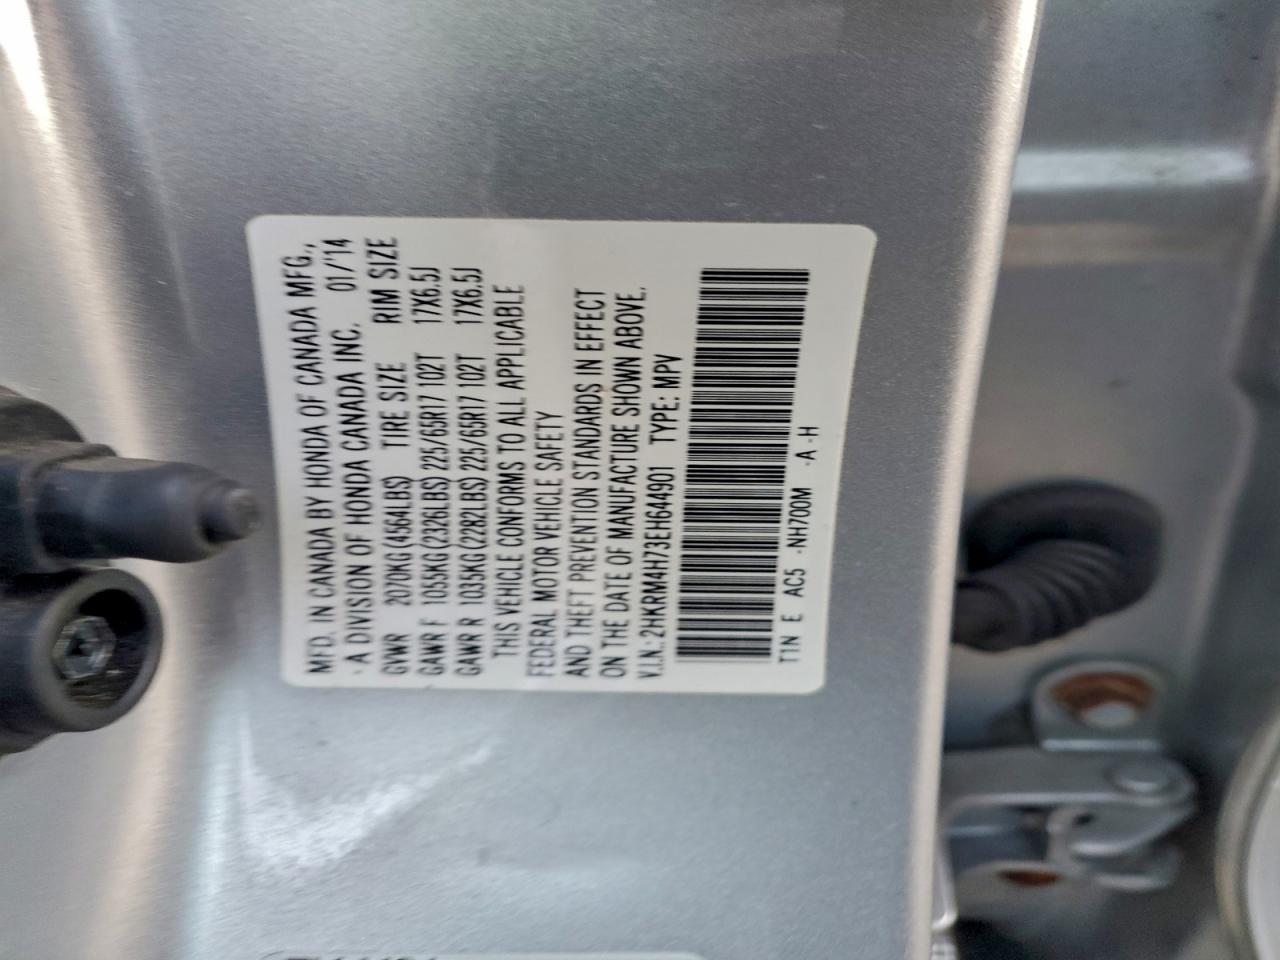 MFD. IN CANADA BY HONDA OF CANADA MFG.,
- A DIVISION OF HONDA CANADA INC. 01/'14
GVWR 2070KG(4564LBS) TIRE SIZE RIM SIZE
GAWR F 1055KG(2326LBS) 225/65R17 102T 17X6.5J
GAWR R 1035KG(2282LBS) 225/65R17 102T 17X6.5J
THIS VEHICLE CONFORMS TO ALL APPLICABLE
FEDERAL MOTOR VEHICLE SAFETY
AND THEFT PREVENTION STANDARDS IN EFFECT
ON THE DATE OF MANUFACTURE SHOWN ABOVE.
V.I.N.: 2HKRM4H73EH644901 TYPE: MPV
T1N E AC5 -NH700M -A -H